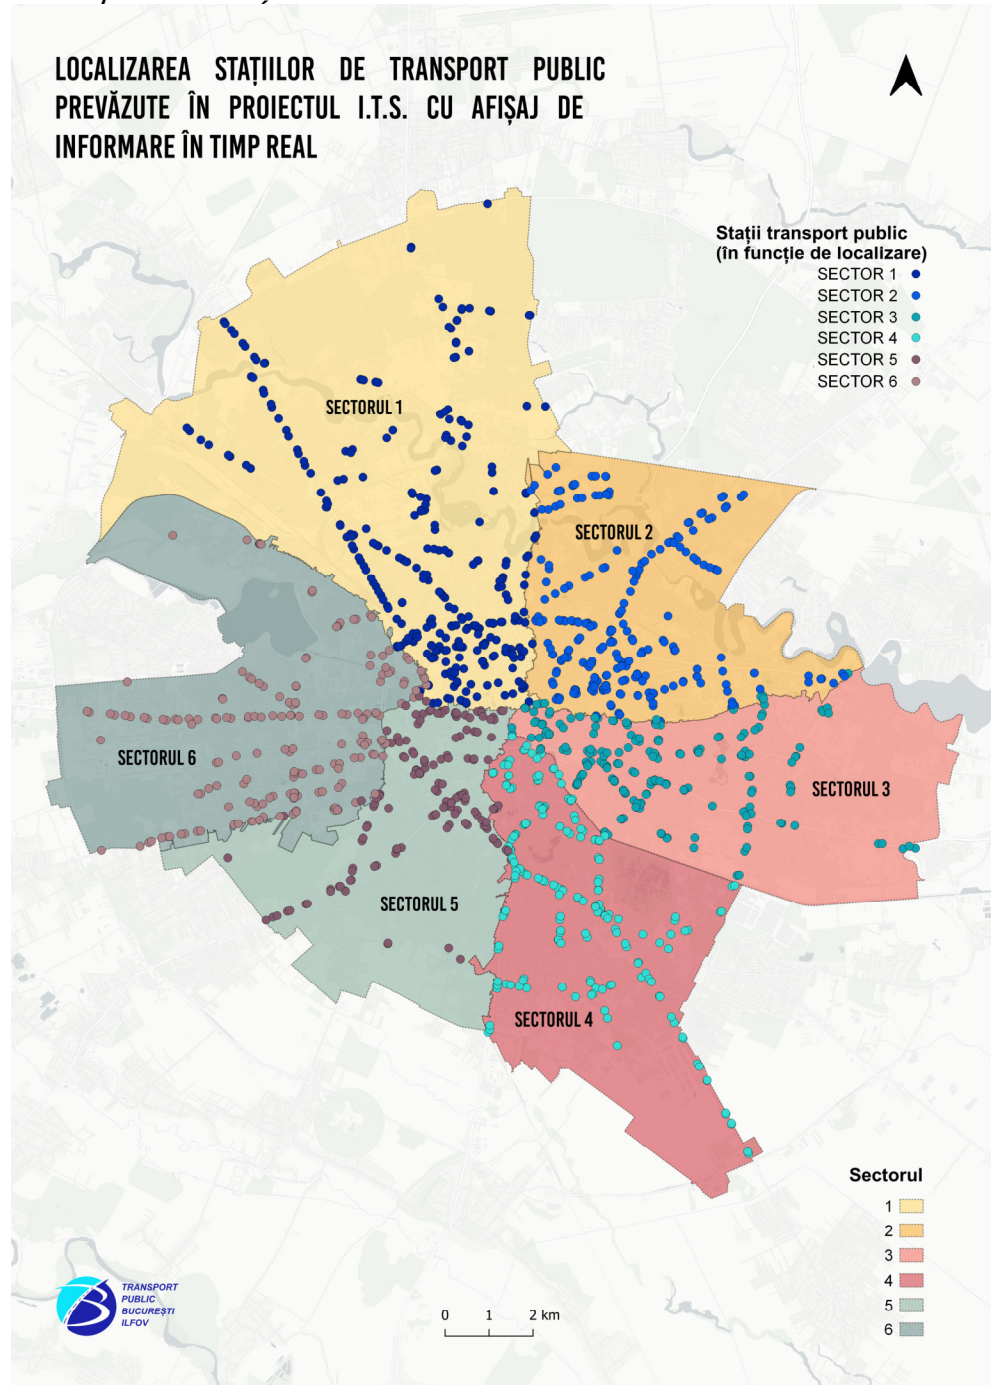 LOCALIZAREA STAȚIILOR DE TRANSPORT PUBLIC
PREVĂZUTE ÎN PROIECTUL I.T.S. CU AFIȘAJ DE
INFORMARE ÎN TIMP REAL
Stații transport public
(în funcție de localizare)
SECTOR 1
SECTOR 2
SECTOR 3
SECTOR 4
SECTOR 5
SECTOR 6
SECTORUL 1
SECTORUL 2
SECTORUL 6
SECTORUL 3
SECTORUL 5
SECTORUL 4
Sectorul
1
2
3
4
5
6
TRANSPORT
PUBLIC
BUCUREȘTI
ILFOV
0 1 2 km